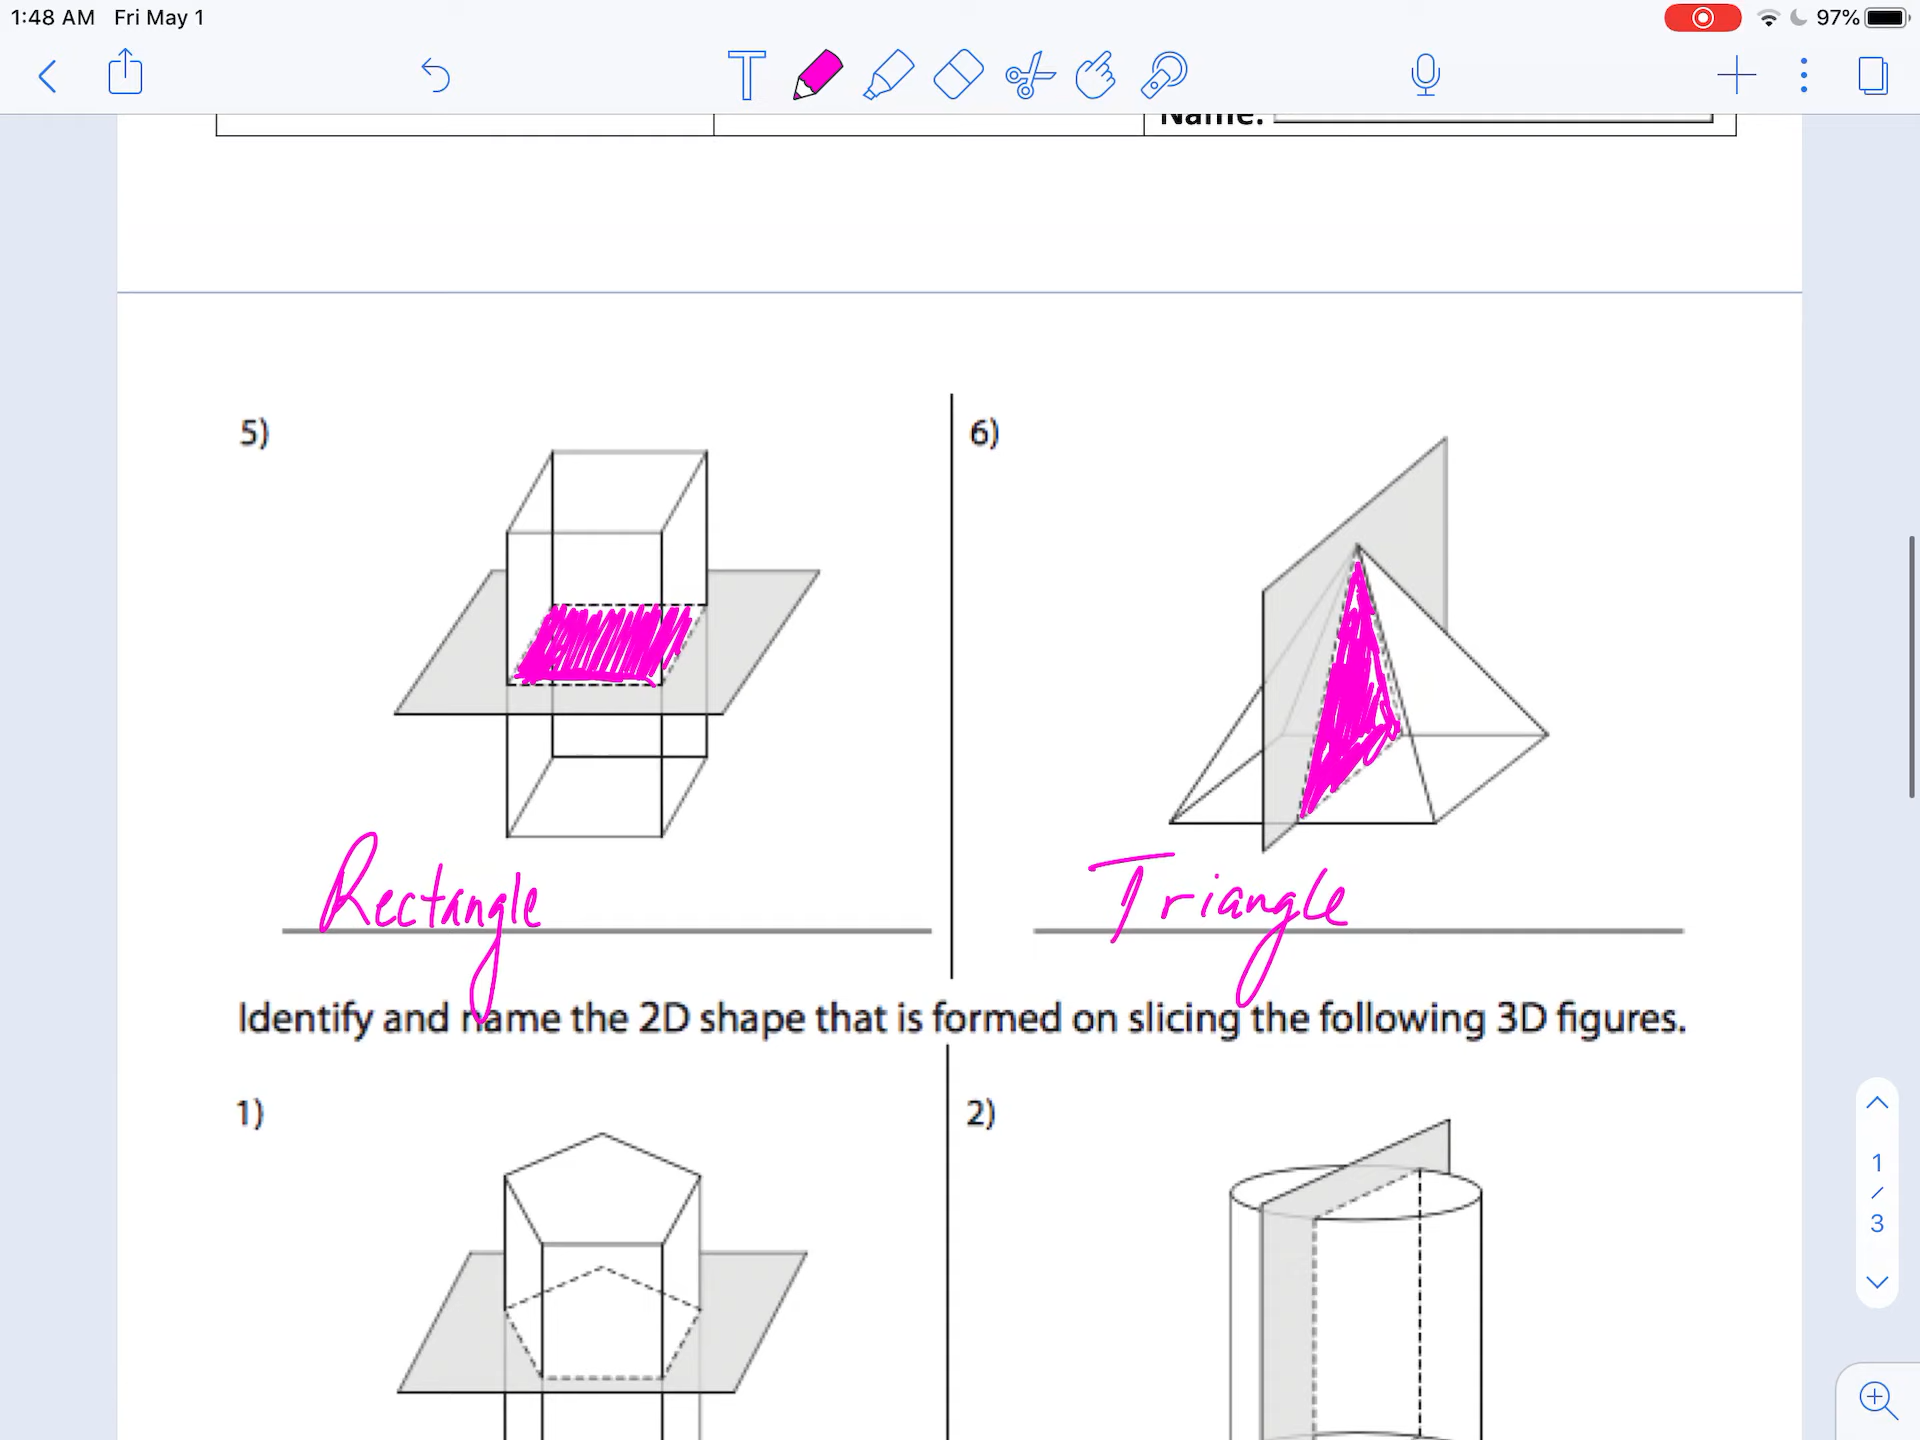 1:48 AM Fri May 1
97%
T
Name:
5)
6)
Rectangle
Triangle
Identify and name the 2D shape that is formed on slicing the following 3D figures.
1)
2)
1
/
3